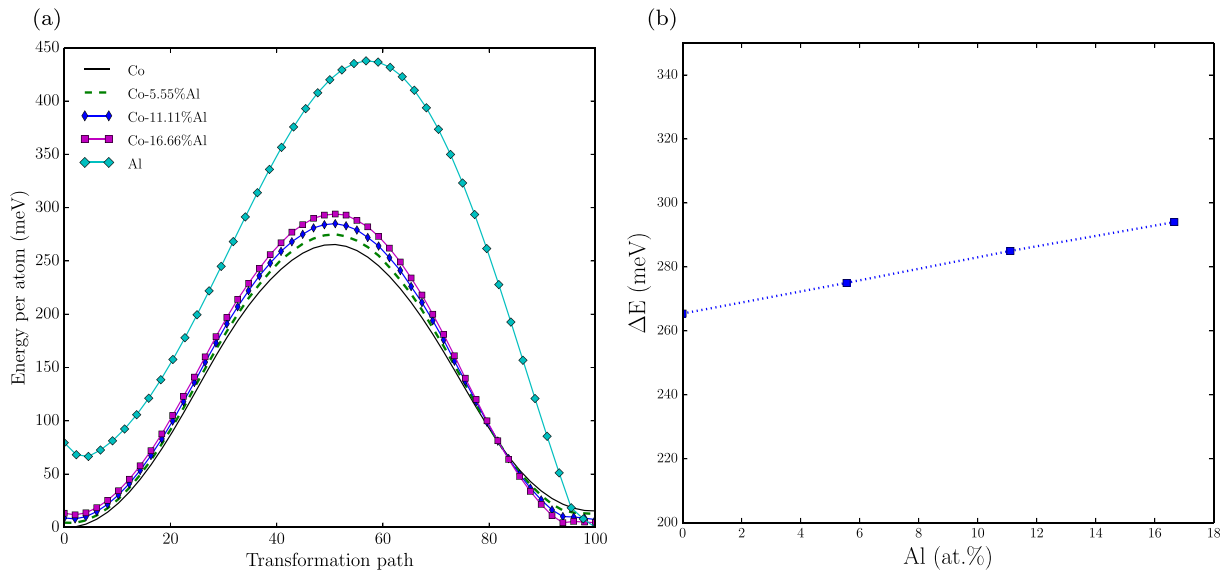 (a)
450
400
350
300
250
200
150
100
50
0
Energy per atom (meV)
Co
Co-5.55%Al
Co-11.11%Al
Co-16.66%Al
Al
0 20 40 60 80 100
Transformation path
(b)
340
320
300
280
260
240
220
200
ΔE (meV)
0 2 4 6 8 10 12 14 16 18
Al (at.%)